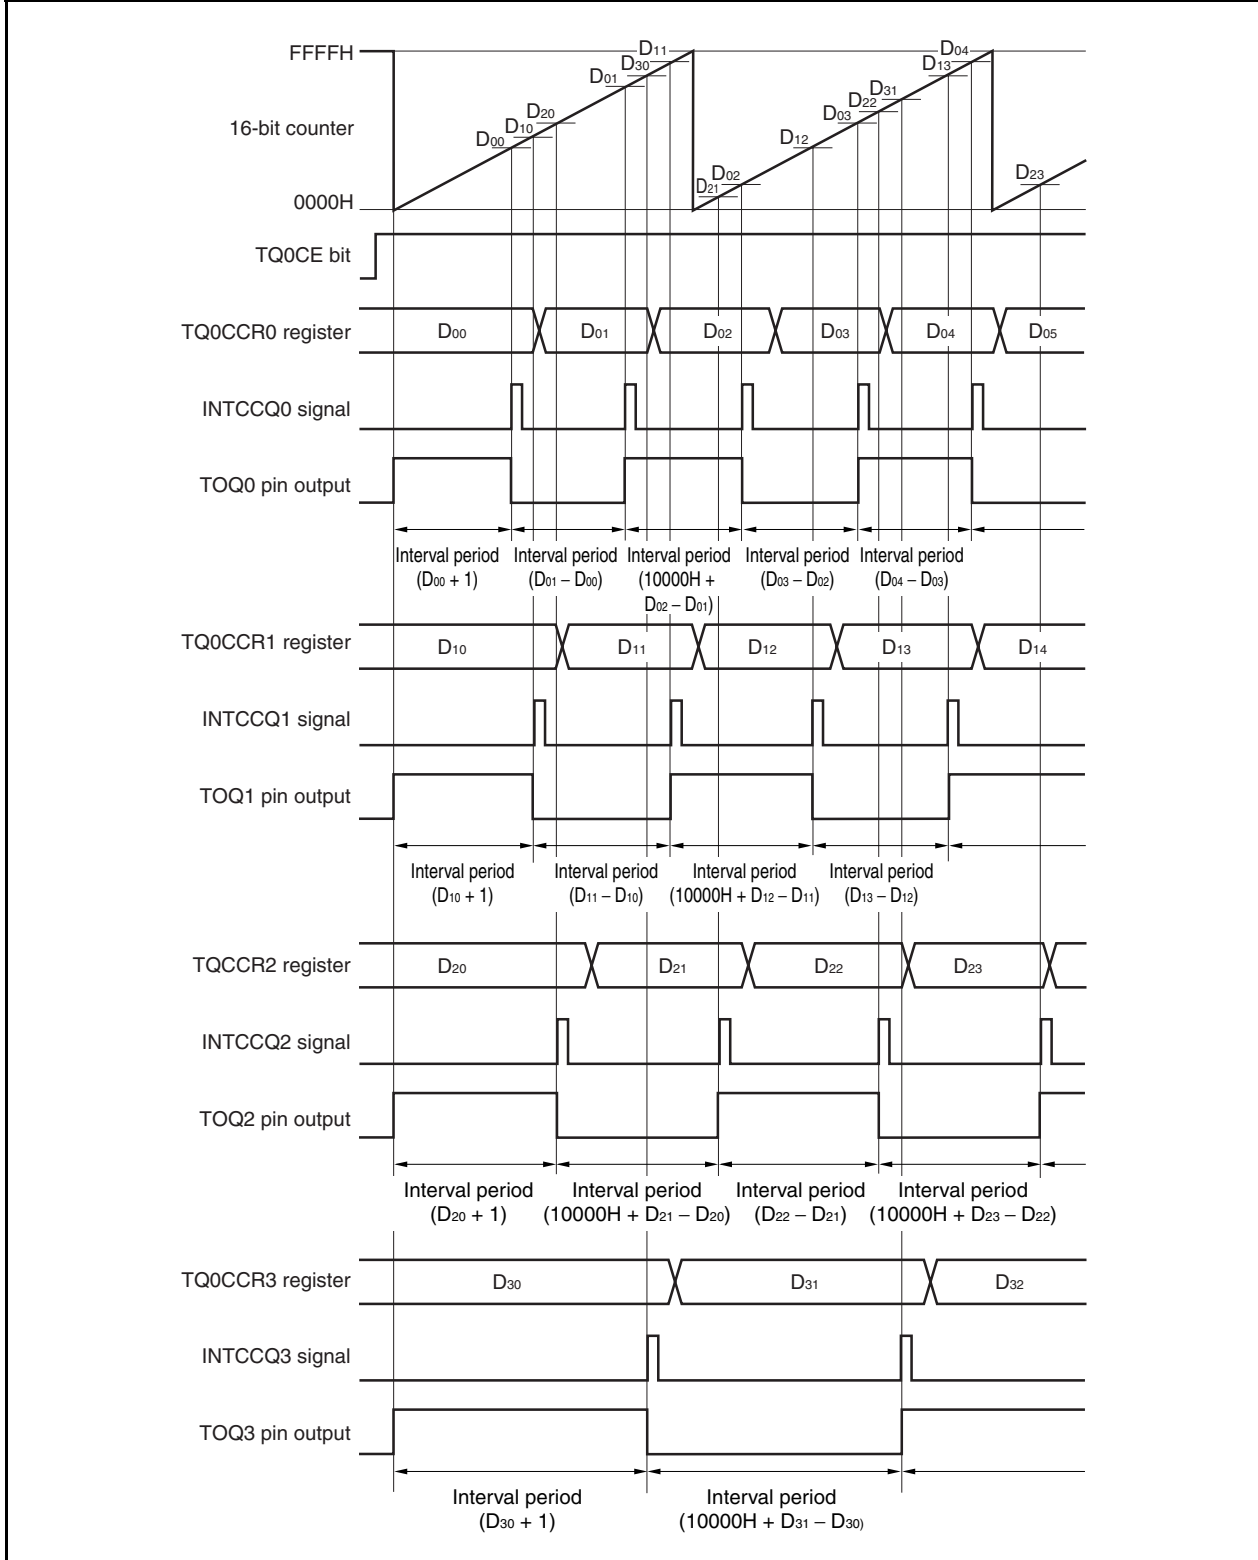 FFFFH
D11
D30
D01
D20
D10
D00
D04
D13
D31
D22
D03
D12
D02
D21
D23
16-bit counter
0000H
TQ0CE bit
TQ0CCR0 register
D00 D01 D02 D03 D04 D05
INTCCQ0 signal
TOQ0 pin output
Interval period
(D00 + 1)
Interval period
(D01 – D00)
Interval period
(10000H +
D02 – D01)
Interval period
(D03 – D02)
Interval period
(D04 – D03)
TQ0CCR1 register
D10 D11 D12 D13 D14
INTCCQ1 signal
TOQ1 pin output
Interval period
(D10 + 1)
Interval period
(D11 – D10)
Interval period
(10000H + D12 – D11)
Interval period
(D13 – D12)
TQCCR2 register
D20 D21 D22 D23
INTCCQ2 signal
TOQ2 pin output
Interval period
(D20 + 1)
Interval period
(10000H + D21 – D20)
Interval period
(D22 – D21)
Interval period
(10000H + D23 – D22)
TQ0CCR3 register
D30 D31 D32
INTCCQ3 signal
TOQ3 pin output
Interval period
(D30 + 1)
Interval period
(10000H + D31 – D30)